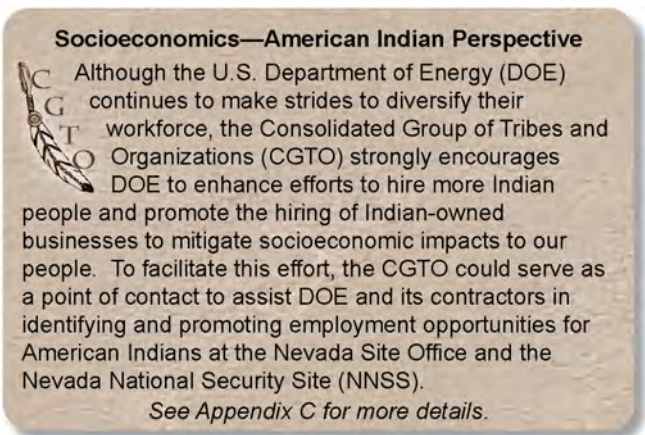 Socioeconomics—American Indian Perspective
C
G
T
O
Although the U.S. Department of Energy (DOE)
continues to make strides to diversify their
workforce, the Consolidated Group of Tribes and
Organizations (CGTO) strongly encourages
DOE to enhance efforts to hire more Indian
people and promote the hiring of Indian-owned
businesses to mitigate socioeconomic impacts to our
people. To facilitate this effort, the CGTO could serve as
a point of contact to assist DOE and its contractors in
identifying and promoting employment opportunities for
American Indians at the Nevada Site Office and the
Nevada National Security Site (NNSS).
See Appendix C for more details.